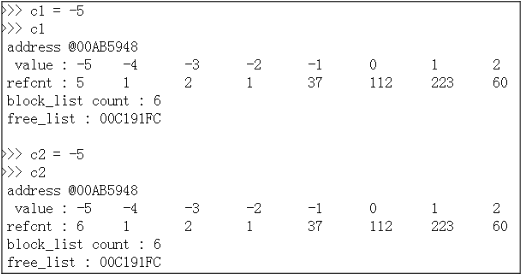 >>> c1 = -5
>>> c1
address @00AB5948
value : -5 -4 -3 -2 -1 0 1 2
refcnt : 5 1 2 1 37 112 223 60
block_list count : 6
free_list : 00C191FC
>>> c2 = -5
>>> c2
address @00AB5948
value : -5 -4 -3 -2 -1 0 1 2
refcnt : 6 1 2 1 37 112 223 60
block_list count : 6
free_list : 00C191FC